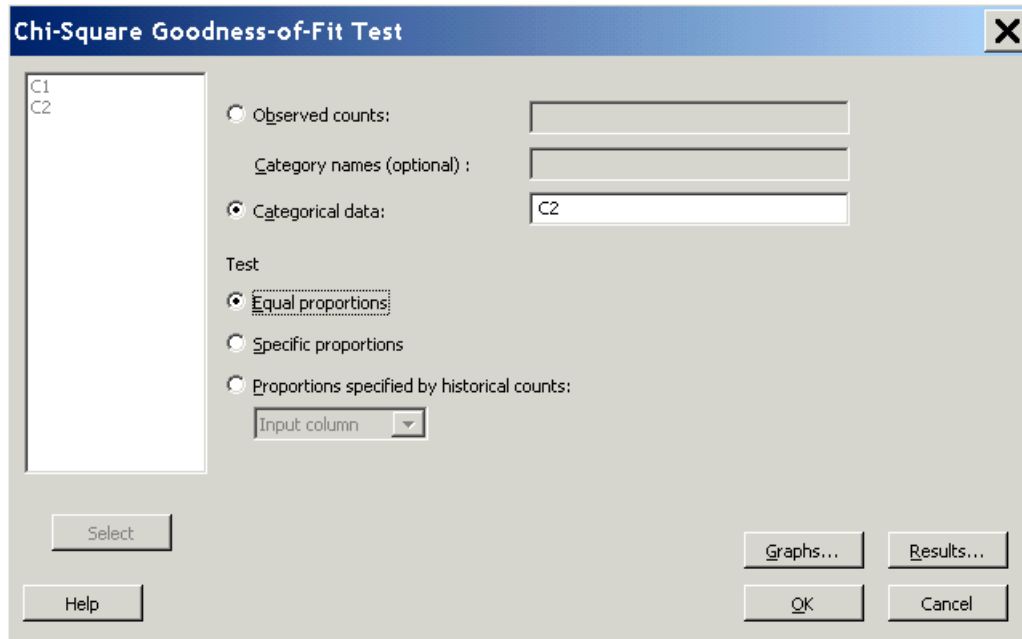 Chi-Square Goodness-of-Fit Test
C1
C2
Observed counts:
Category names (optional) :
Categorical data: C2
Test
Equal proportions
Specific proportions
Proportions specified by historical counts:
Input column
Select
Graphs... Results...
Help OK Cancel